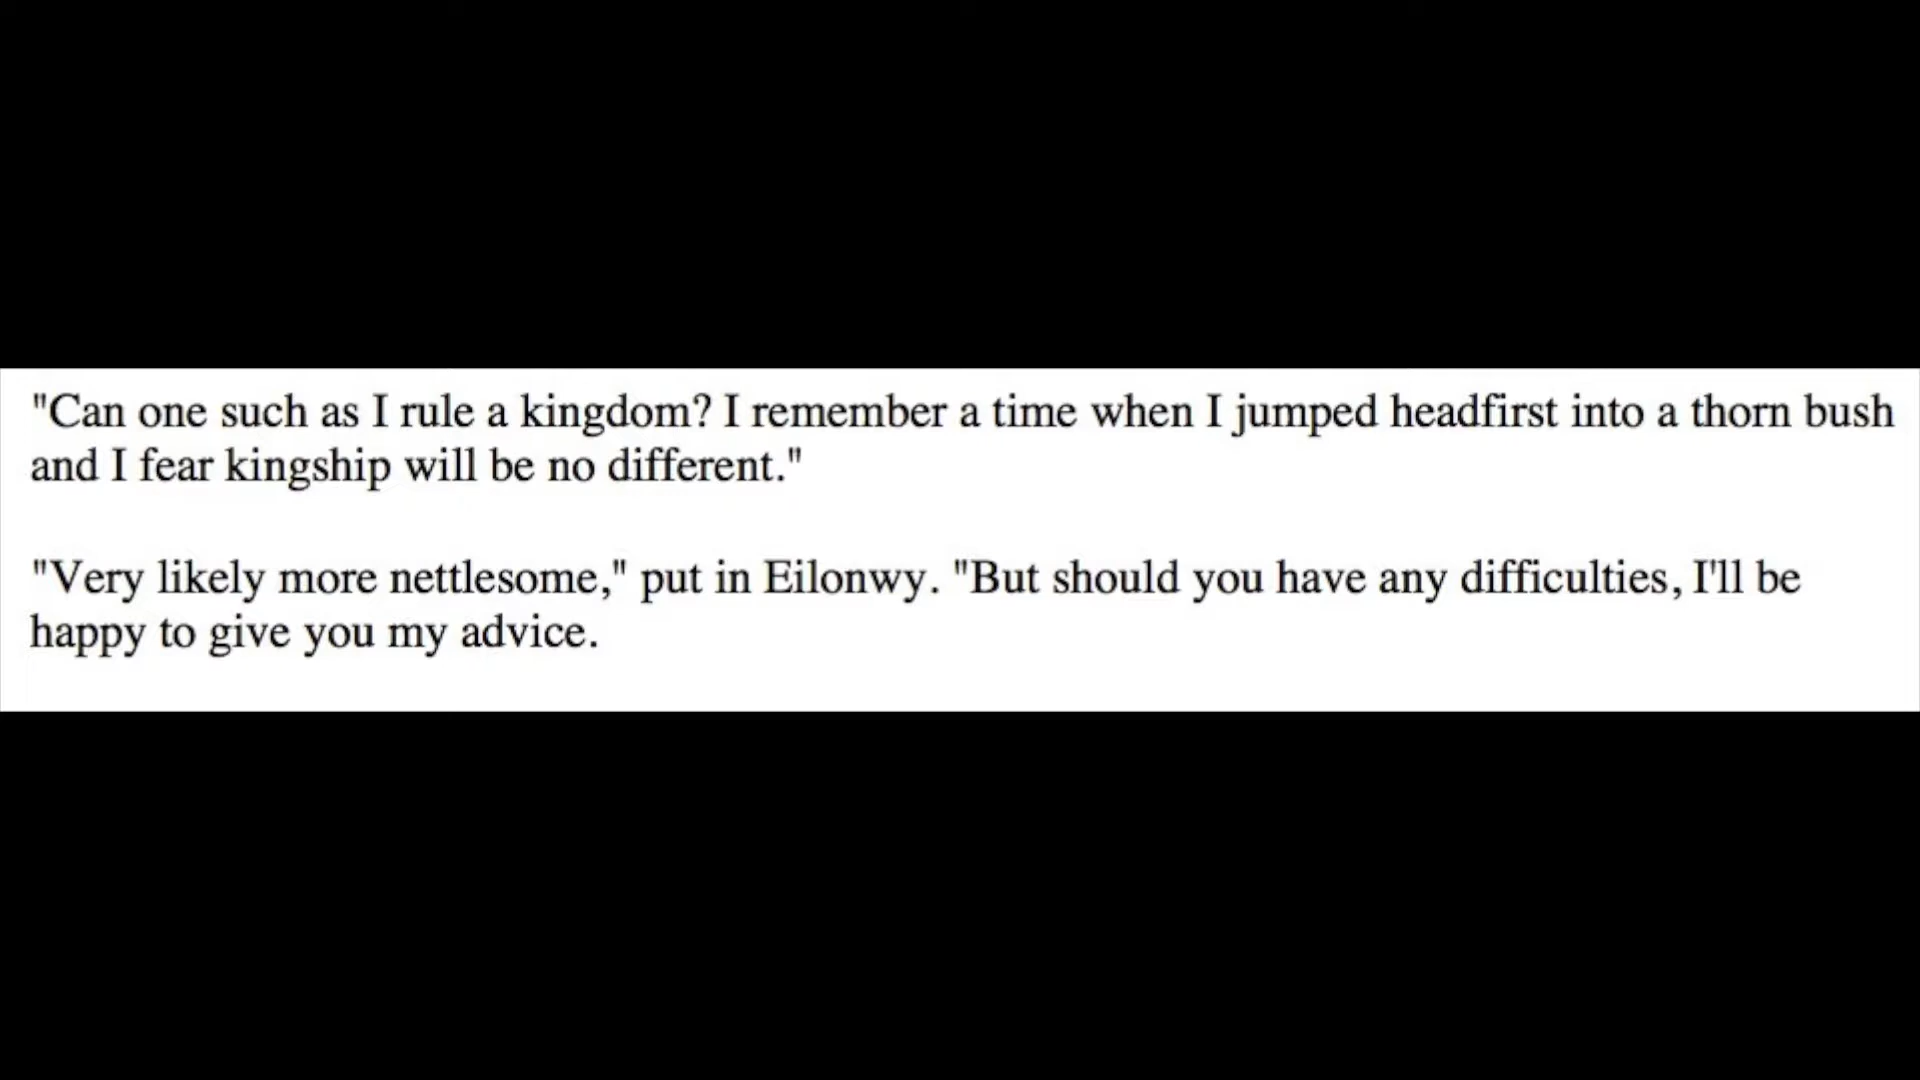 "Can one such as I rule a kingdom? I remember a time when I jumped headfirst into a thorn bush
and I fear kingship will be no different."
"Very likely more nettlesome," put in Eilonwy. "But should you have any difficulties, I'll be
happy to give you my advice.